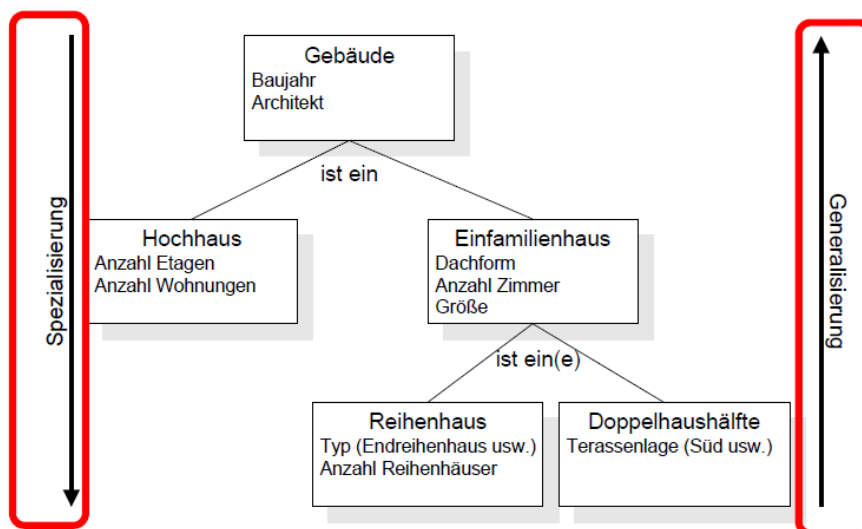 Gebäude
Baujahr
Architekt
ist ein
Spezialisierung
Generalisierung
Hochhaus
Anzahl Etagen
Anzahl Wohnungen
Einfamilienhaus
Dachform
Anzahl Zimmer
Größe
ist ein(e)
Reihenhaus
Typ (Endreihenhaus usw.)
Anzahl Reihenhäuser
Doppelhaushälfte
Terassenlage (Süd usw.)